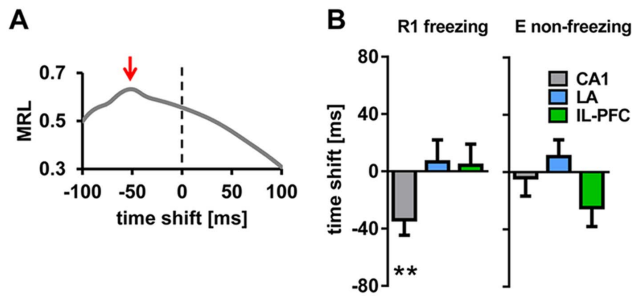 A
MRL
0.7
0.5
0.3
-100 -50 0 50 100
time shift [ms]
B
R1 freezing
E non-freezing
time shift [ms]
80
40
0
-40
-80
**
CA1
LA
IL-PFC